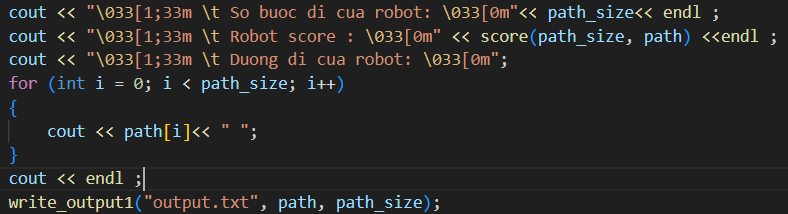 cout << "\033[1;33m \t So buoc di cua robot: \033[0m"<< path_size<< endl ;
cout << "\033[1;33m \t Robot score : \033[0m" << score(path_size, path) <<endl ;
cout << "\033[1;33m \t Duong di cua robot: \033[0m";
for (int i = 0; i < path_size; i++)
{
    cout << path[i]<< " ";
}
cout << endl ;
write_output1("output.txt", path, path_size);